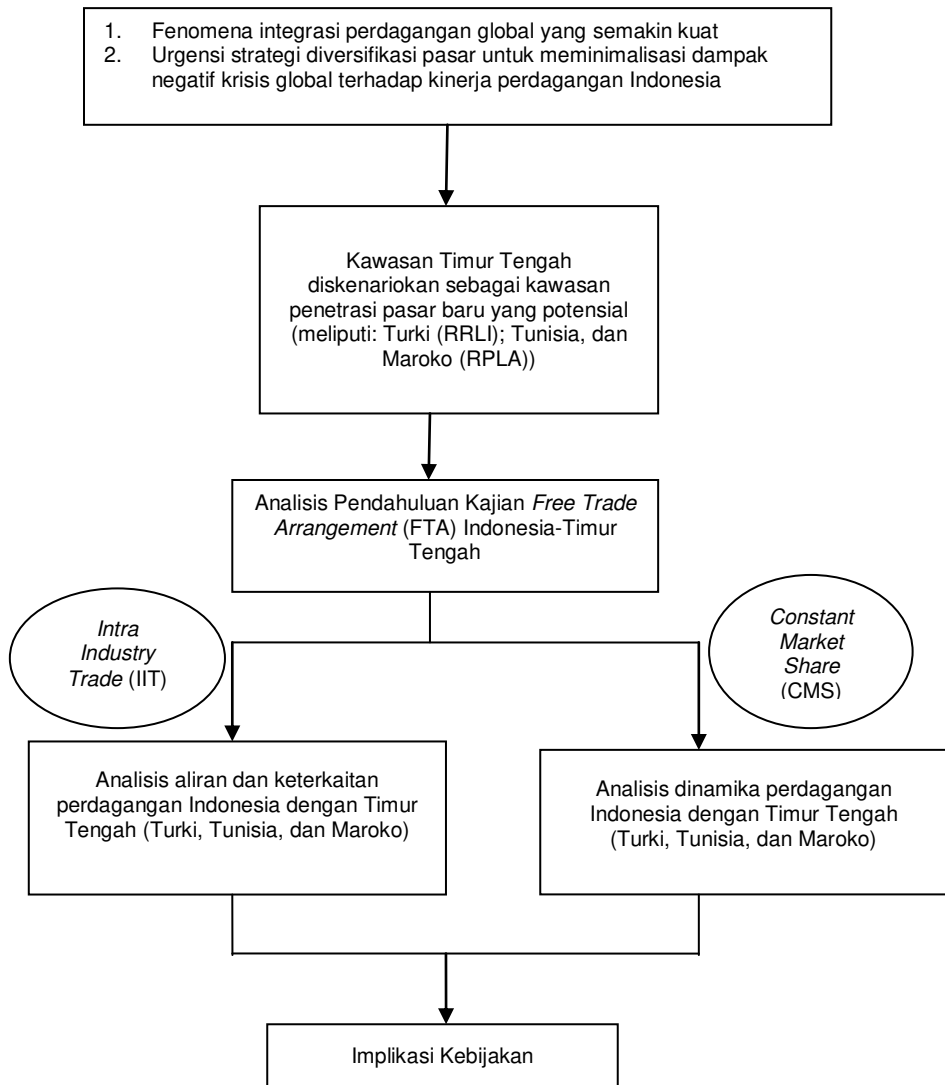 1. Fenomena integrasi perdagangan global yang semakin kuat
2. Urgensi strategi diversifikasi pasar untuk meminimalisasi dampak
negatif krisis global terhadap kinerja perdagangan Indonesia
Kawasan Timur Tengah
diskenariokan sebagai kawasan
penetrasi pasar baru yang potensial
(meliputi: Turki (RRLI); Tunisia, dan
Maroko (RPLA))
Analisis Pendahuluan Kajian Free Trade
Arrangement (FTA) Indonesia-Timur
Tengah
Intra
Industry
Trade (IIT)
Constant
Market
Share
(CMS)
Analisis aliran dan keterkaitan
perdagangan Indonesia dengan Timur
Tengah (Turki, Tunisia, dan Maroko)
Analisis dinamika perdagangan
Indonesia dengan Timur Tengah
(Turki, Tunisia, dan Maroko)
Implikasi Kebijakan